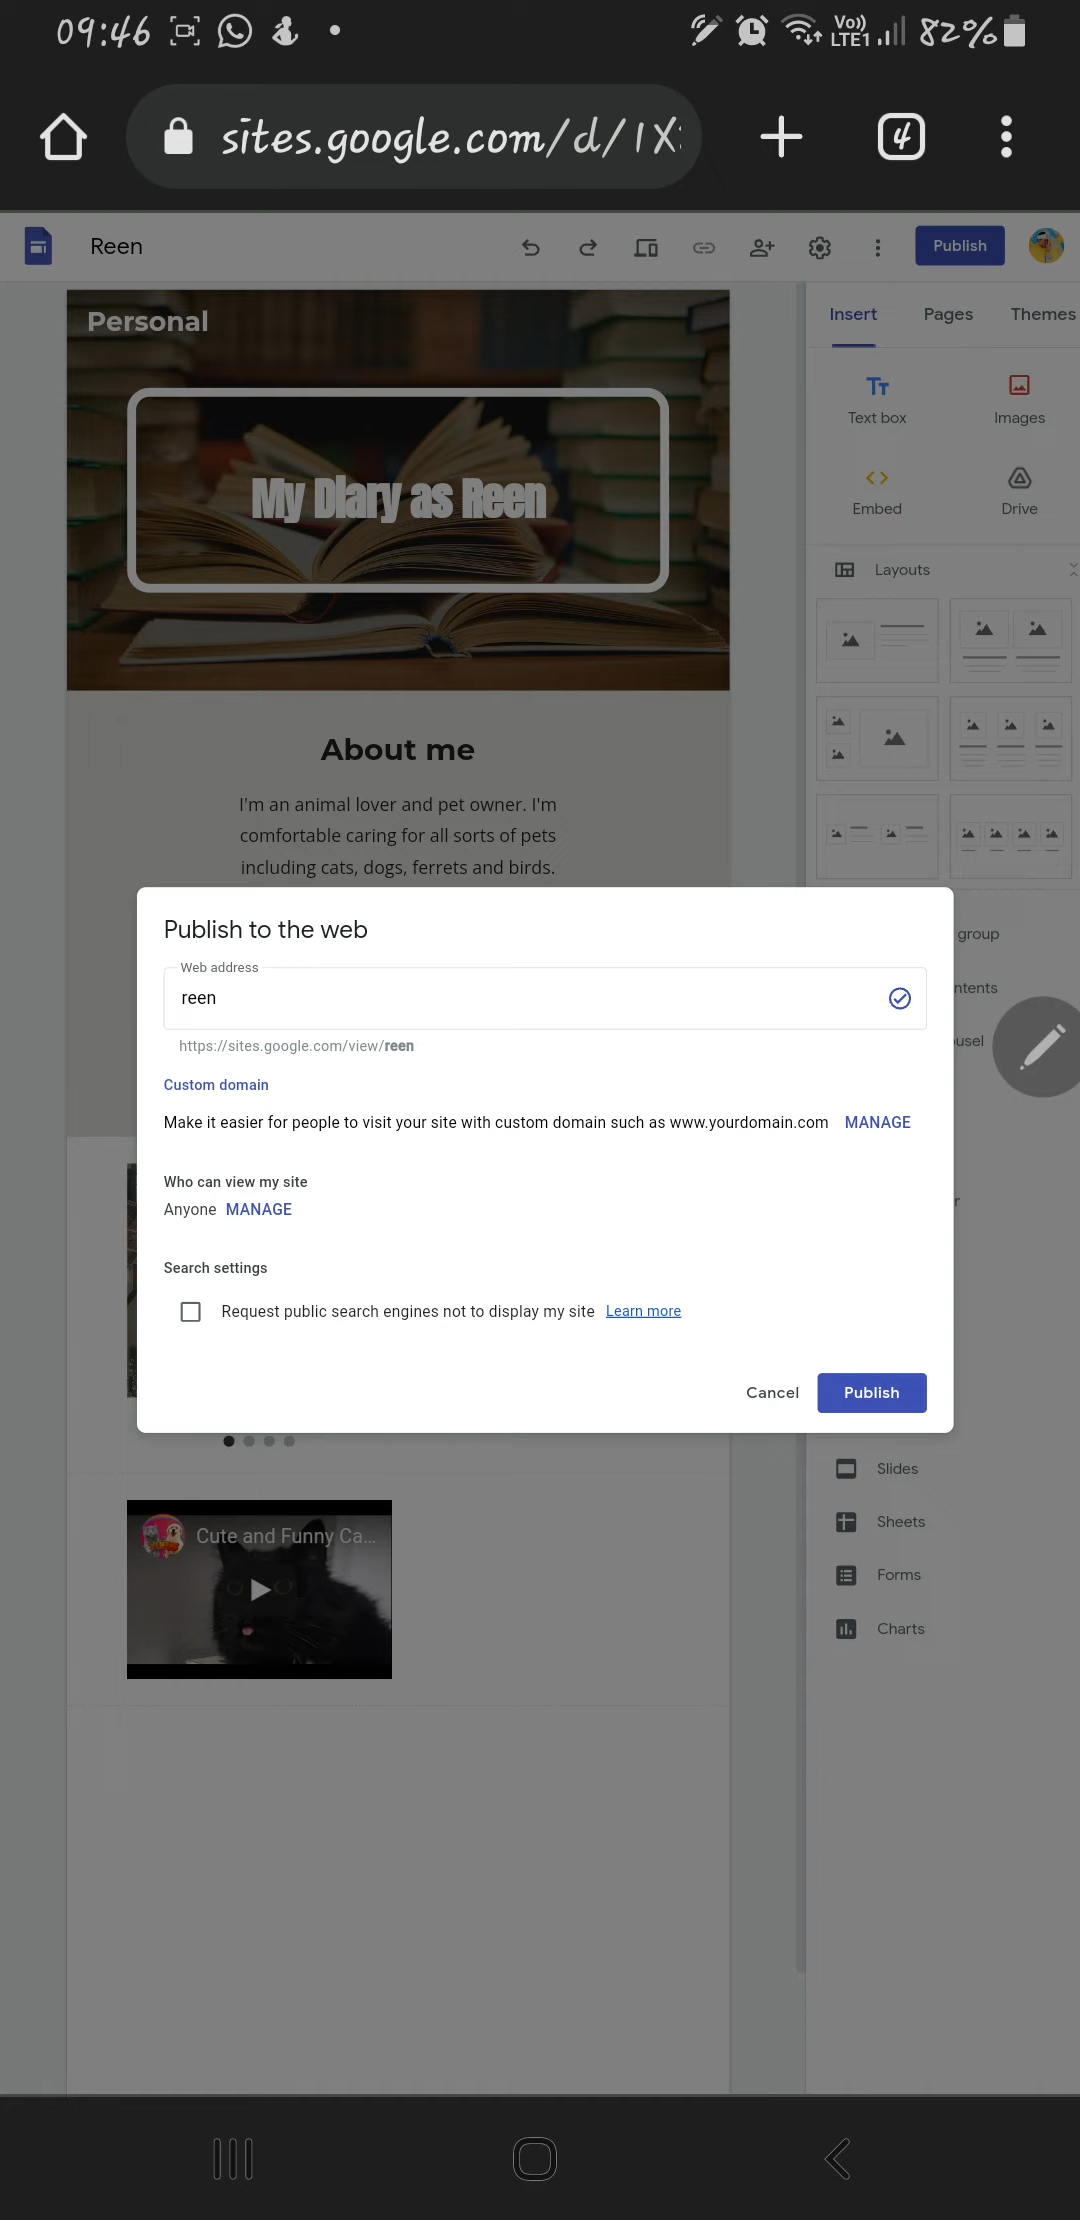 09:46
Vo))
LTE1
82%
sites.google.com/d/1X
4
Reen
Publish
Personal
My Diary as Reen
Insert
Pages
Themes
Text box
Images
Embed
Drive
Layouts
About me
I'm an animal lover and pet owner. I'm
comfortable caring for all sorts of pets
including cats, dogs, ferrets and birds.
group
ntents
usel
r
Publish to the web
Web address
reen
https://sites.google.com/view/reen
Custom domain
Make it easier for people to visit your site with custom domain such as www.yourdomain.com MANAGE
Who can view my site
Anyone MANAGE
Search settings
Request public search engines not to display my site Learn more
Cancel
Publish
Cute and Funny Ca...
Slides
Sheets
Forms
Charts